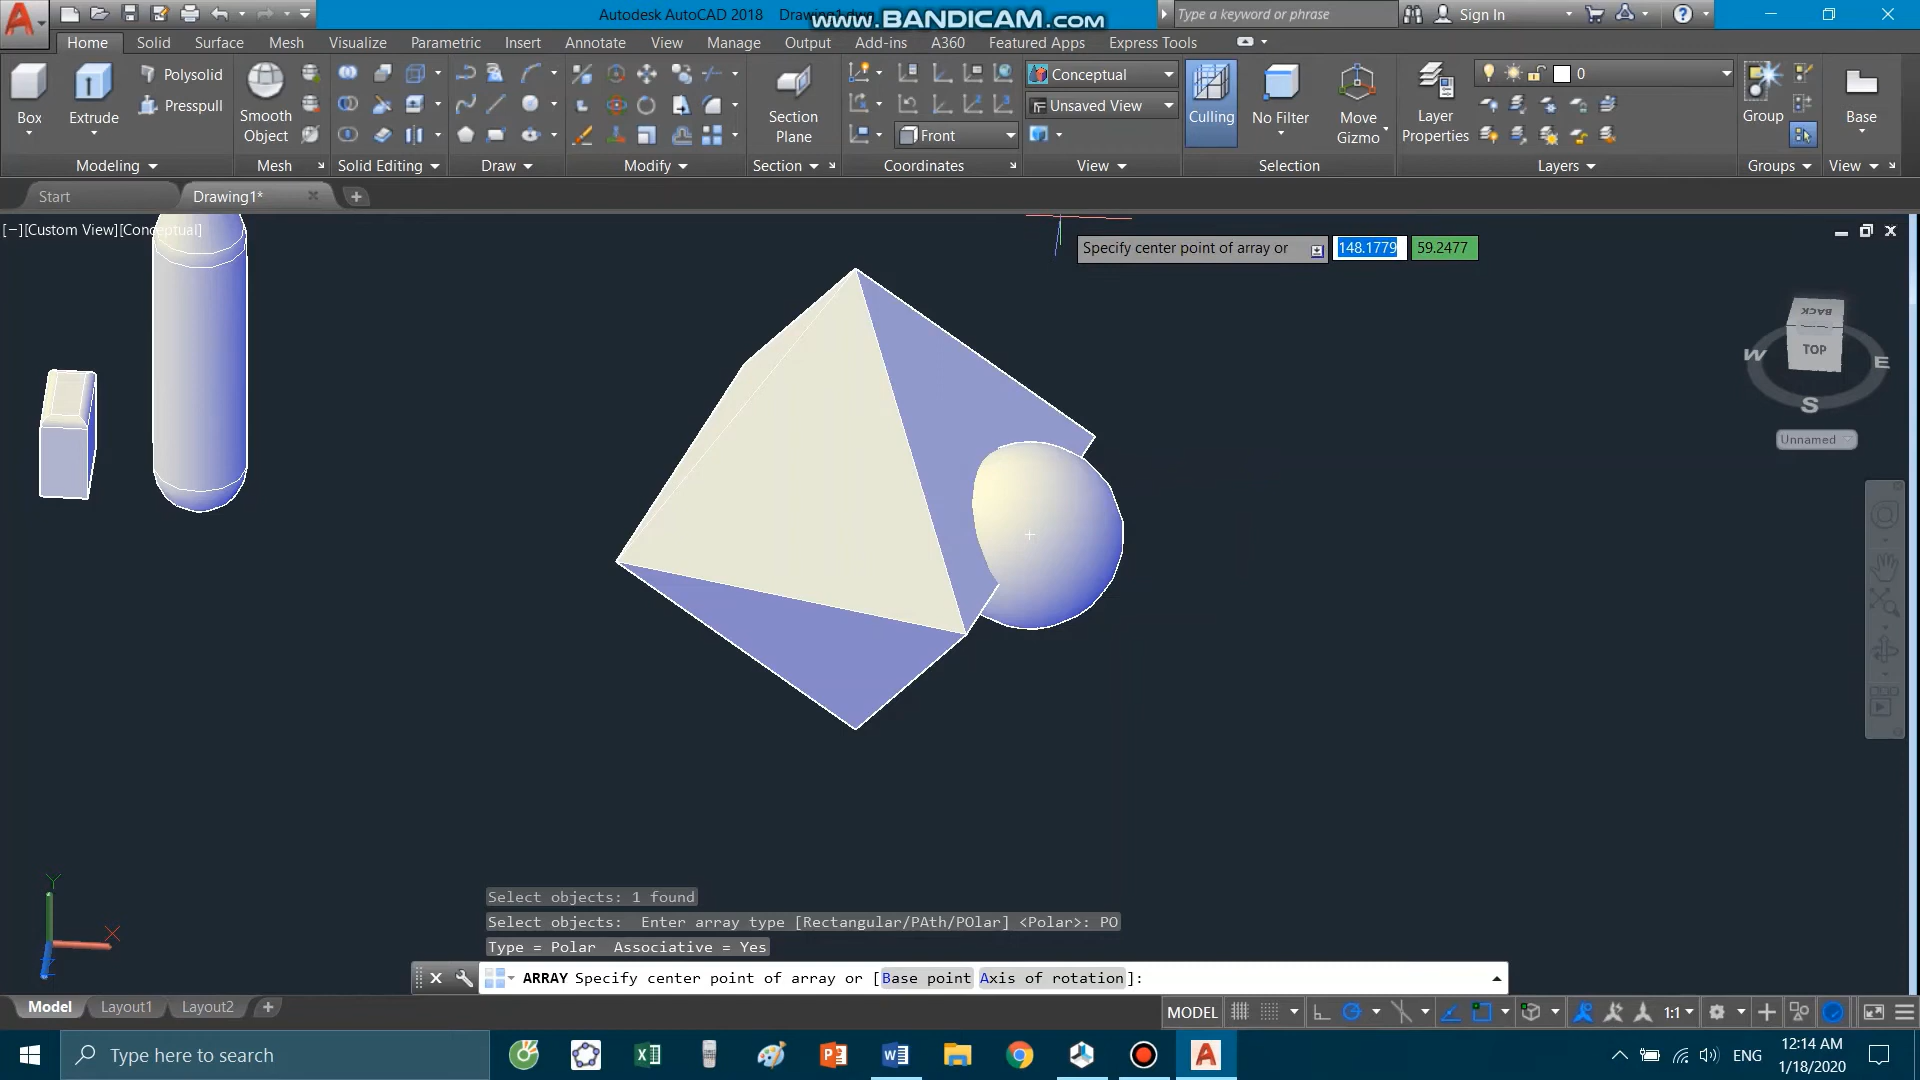 Autodesk AutoCAD 2018 Drawing1.dwg
www.BANDICAM.com
Type a keyword or phrase
Sign In
Home Solid Surface Mesh Visualize Parametric Insert Annotate View Manage Output Add-ins A360 Featured Apps Express Tools
Box
Extrude
Polysolid
Presspull
Modeling
Smooth
Object
Mesh
Solid Editing
Draw
Modify
Section
Plane
Section
Front
Coordinates
Conceptual
Unsaved View
View
Culling
No Filter
Move
Gizmo
Selection
Layer
Properties
0
Layers
Group
Groups
Base
View
Start
Drawing1*
[−][Custom View][Conceptual]
Specify center point of array or 148.1779 59.2477
BACK
TOP
W
E
S
Unnamed
Y
X
Z
Select objects: 1 found
Select objects: Enter array type [Rectangular/PAth/POlar] <Polar>: PO
Type = Polar Associative = Yes
ARRAY Specify center point of array or [Base point Axis of rotation]:
Model Layout1 Layout2
MODEL
1:1
Type here to search
ENG
12:14 AM
1/18/2020